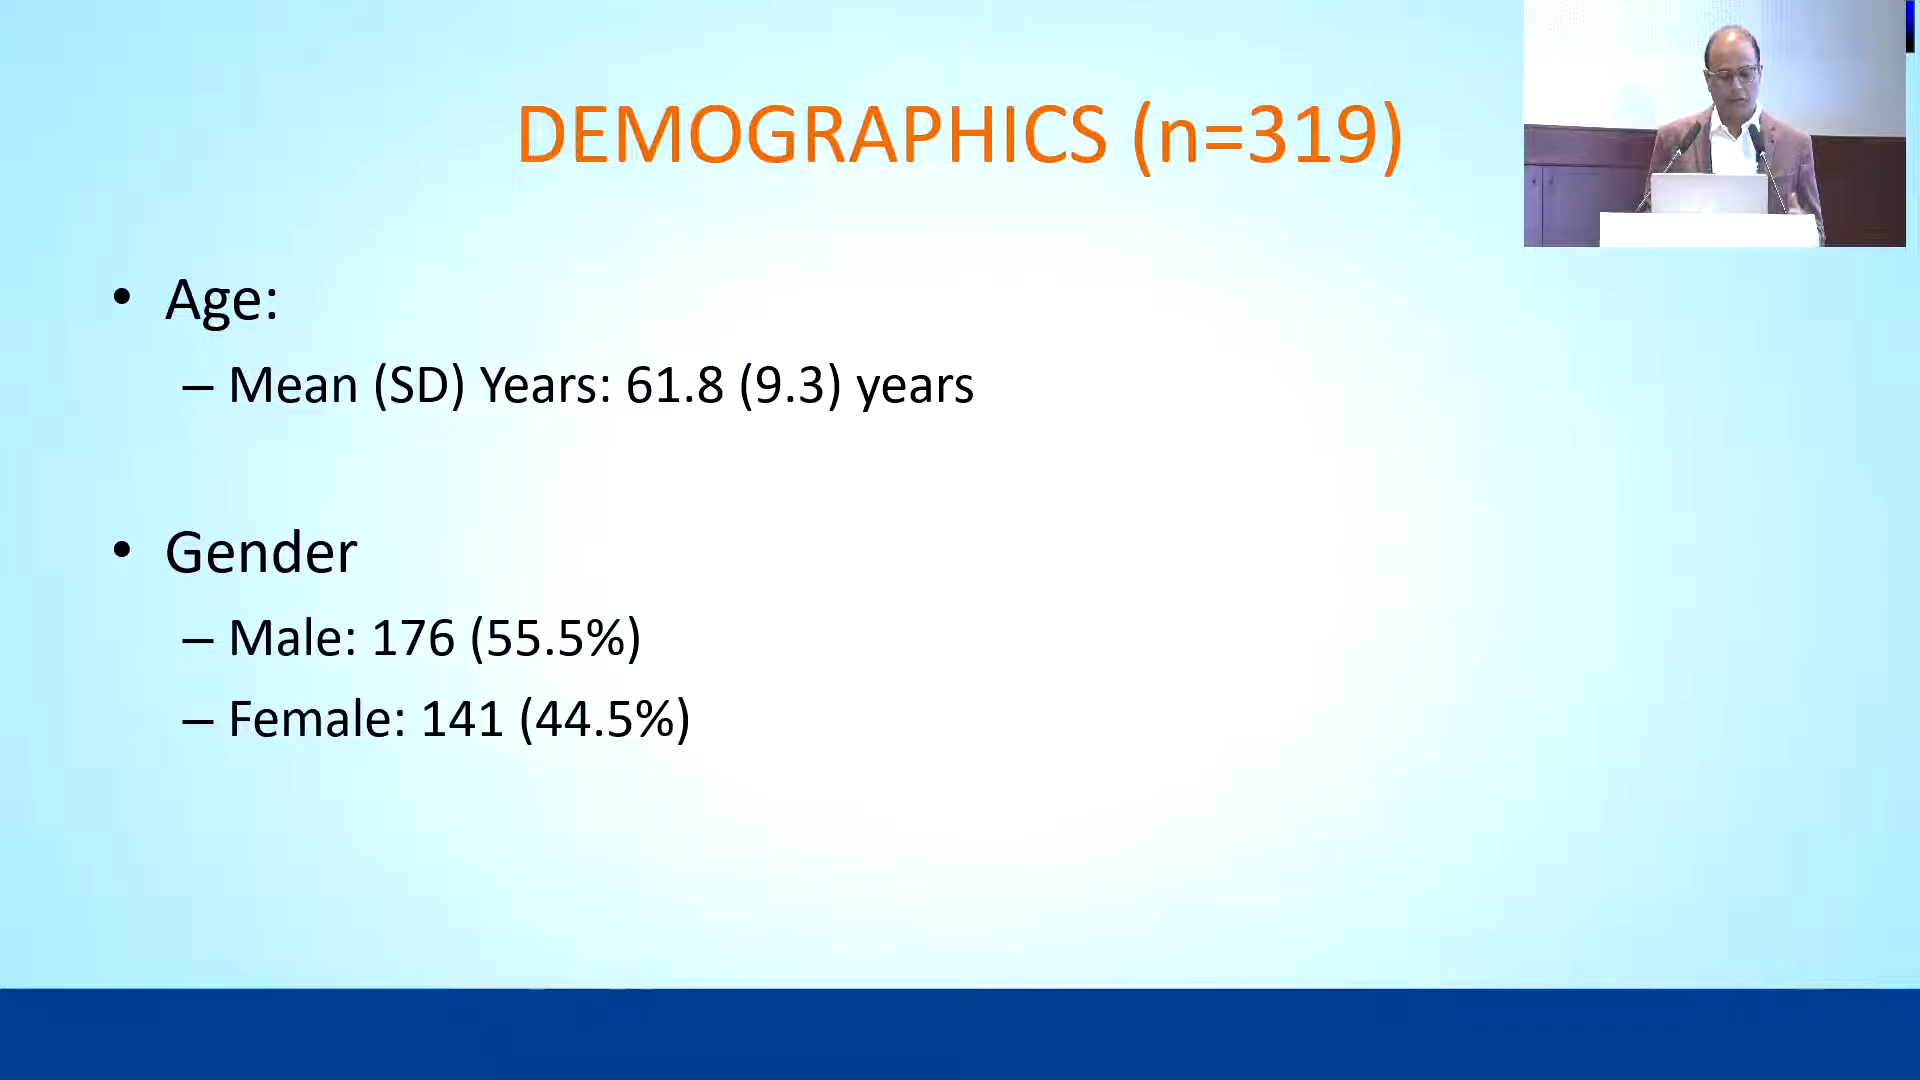 DEMOGRAPHICS (n=319)
• Age:
– Mean (SD) Years: 61.8 (9.3) years
• Gender
– Male: 176 (55.5%)
– Female: 141 (44.5%)